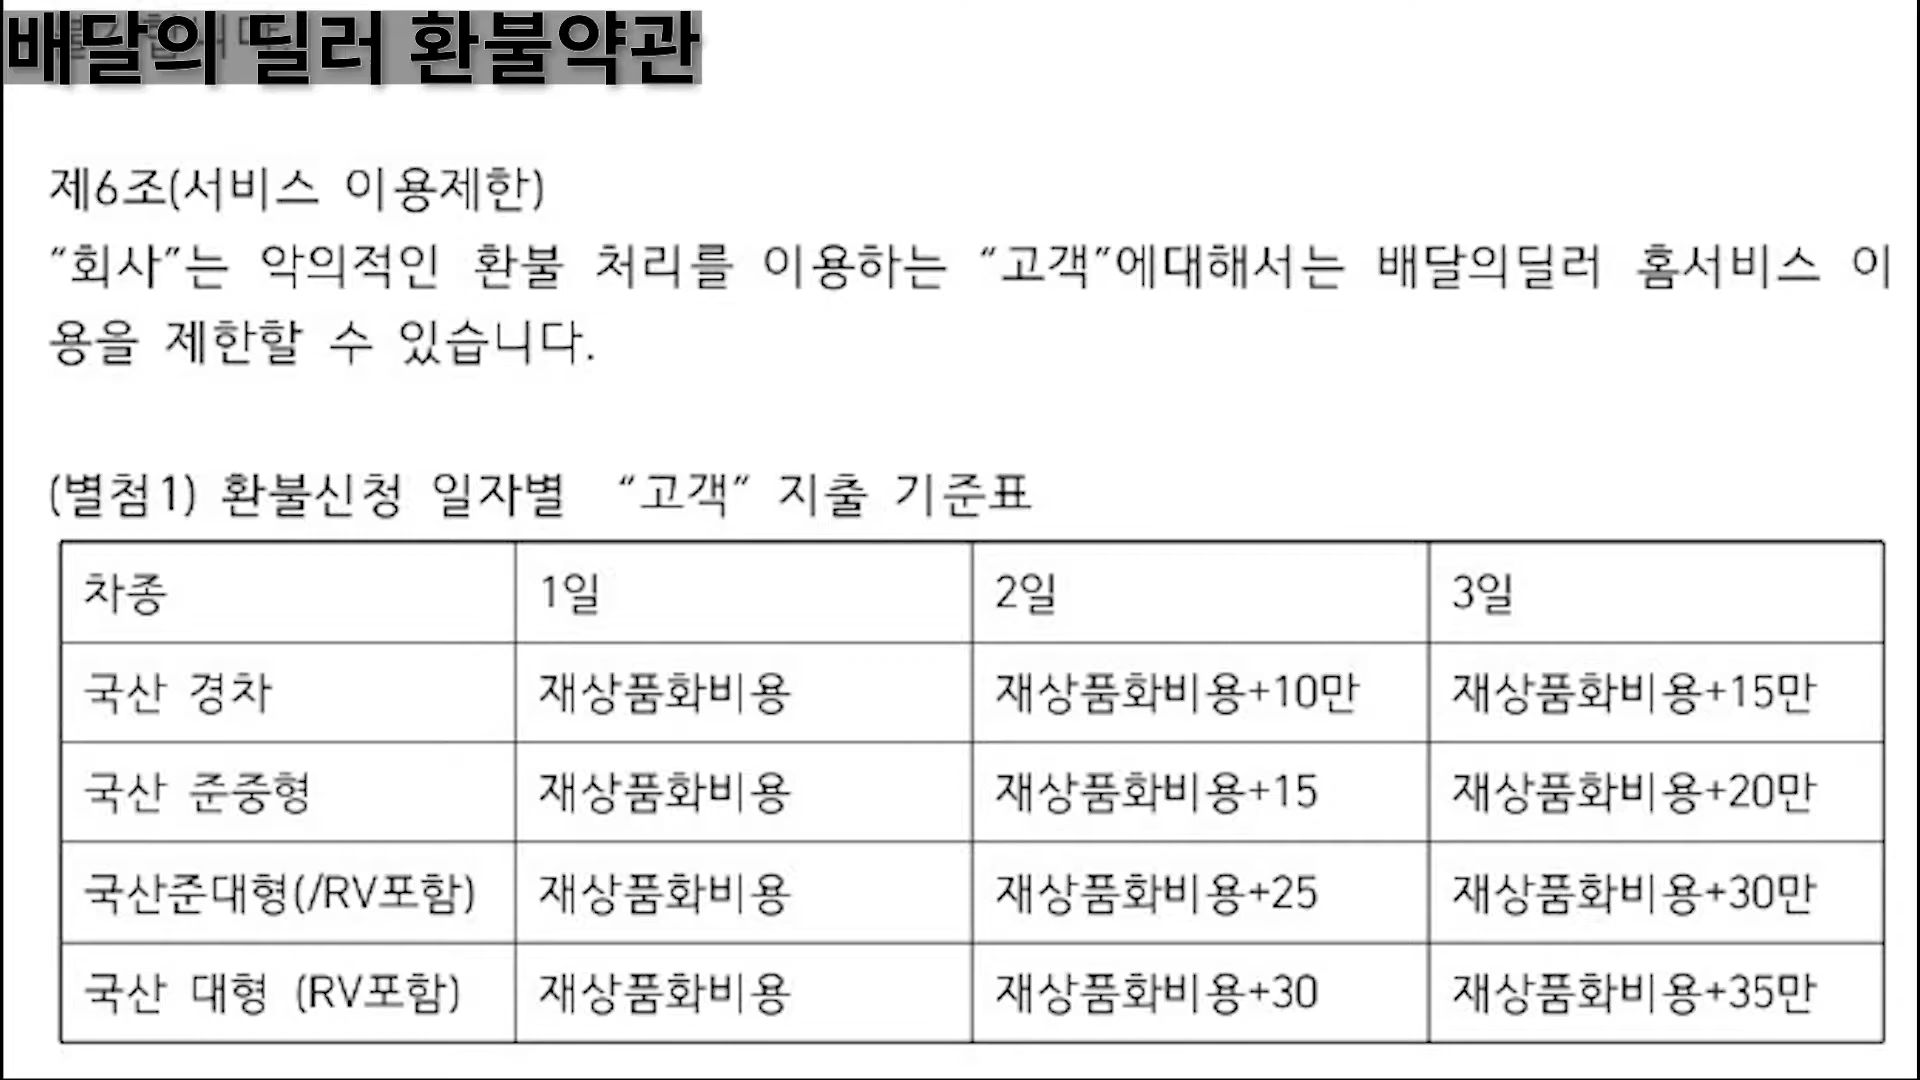 배달의 딜러 환불약관
제6조(서비스 이용제한)
“회사”는 악의적인 환불 처리를 이용하는 “고객”에대해서는 배달의딜러 홈서비스 이
용을 제한할 수 있습니다.
(별첨1) 환불신청 일자별 “고객” 지출 기준표
차종 1일 2일 3일
국산 경차 재상품화비용 재상품화비용+10만 재상품화비용+15만
국산 준중형 재상품화비용 재상품화비용+15 재상품화비용+20만
국산준대형(/RV포함) 재상품화비용 재상품화비용+25 재상품화비용+30만
국산 대형 (RV포함) 재상품화비용 재상품화비용+30 재상품화비용+35만